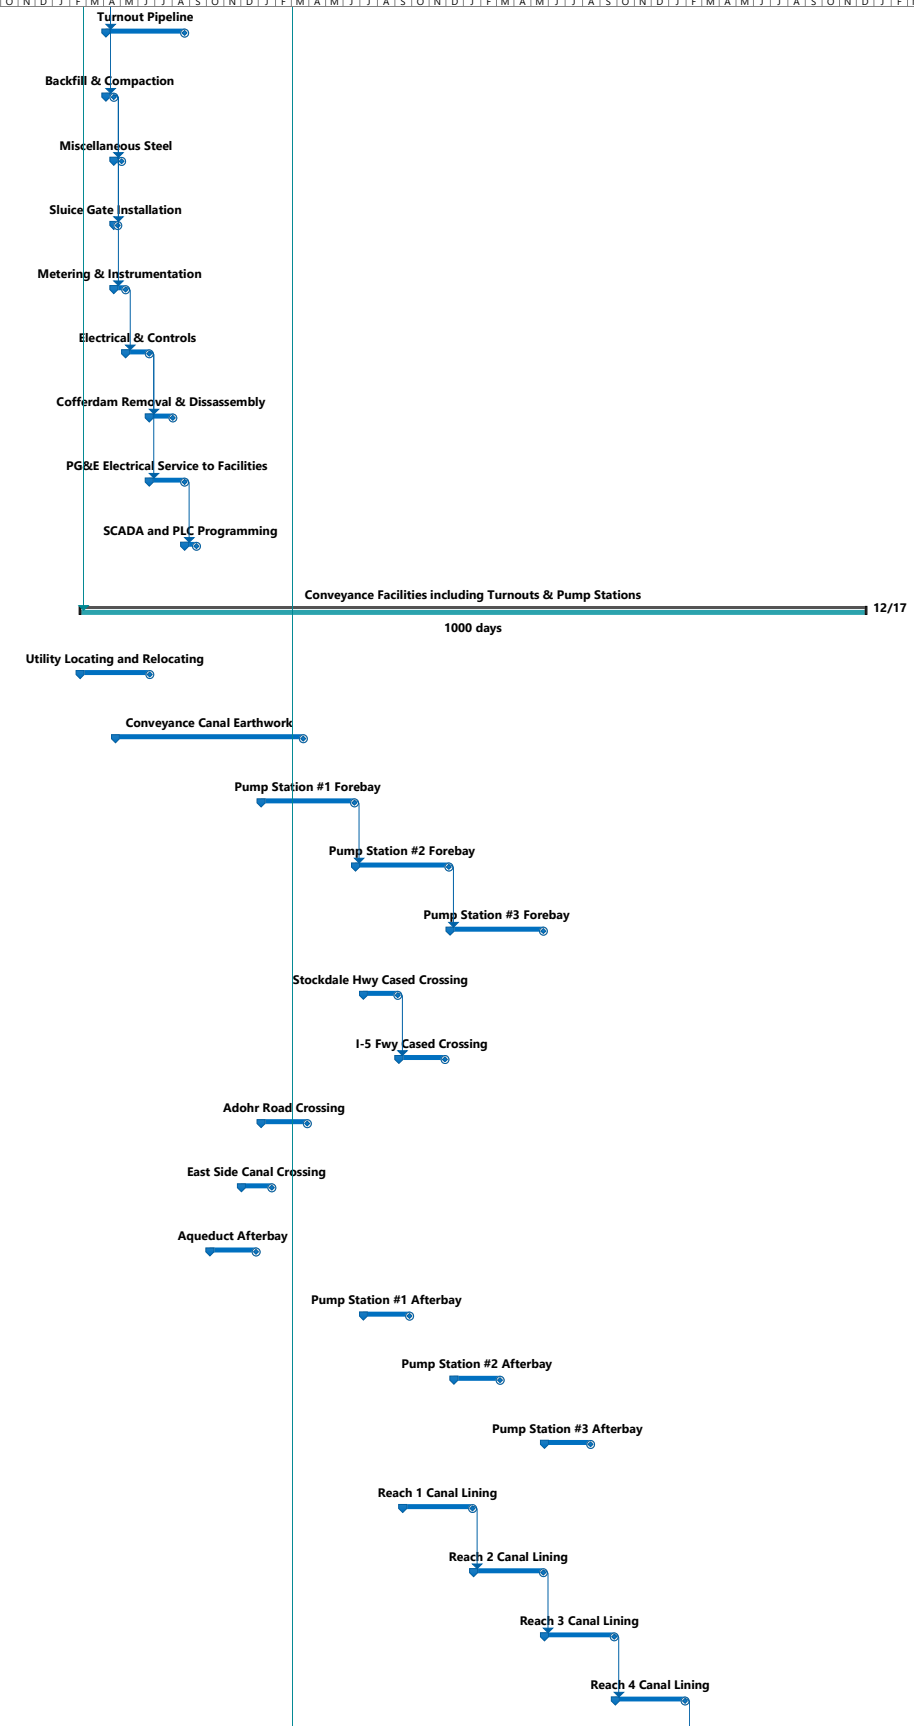 O N D J F M A M J J A S O N D J F M A M J J A S O N D J F M A M J J A S O N D J F M A M J J A S O N D J F
Turnout Pipeline
Backfill & Compaction
Miscellaneous Steel
Sluice Gate Installation
Metering & Instrumentation
Electrical & Controls
Cofferdam Removal & Dissassembly
PG&E Electrical Service to Facilities
SCADA and PLC Programming
Conveyance Facilities including Turnouts & Pump Stations
12/17
1000 days
Utility Locating and Relocating
Conveyance Canal Earthwork
Pump Station #1 Forebay
Pump Station #2 Forebay
Pump Station #3 Forebay
Stockdale Hwy Cased Crossing
I-5 Fwy Cased Crossing
Adohr Road Crossing
East Side Canal Crossing
Aqueduct Afterbay
Pump Station #1 Afterbay
Pump Station #2 Afterbay
Pump Station #3 Afterbay
Reach 1 Canal Lining
Reach 2 Canal Lining
Reach 3 Canal Lining
Reach 4 Canal Lining